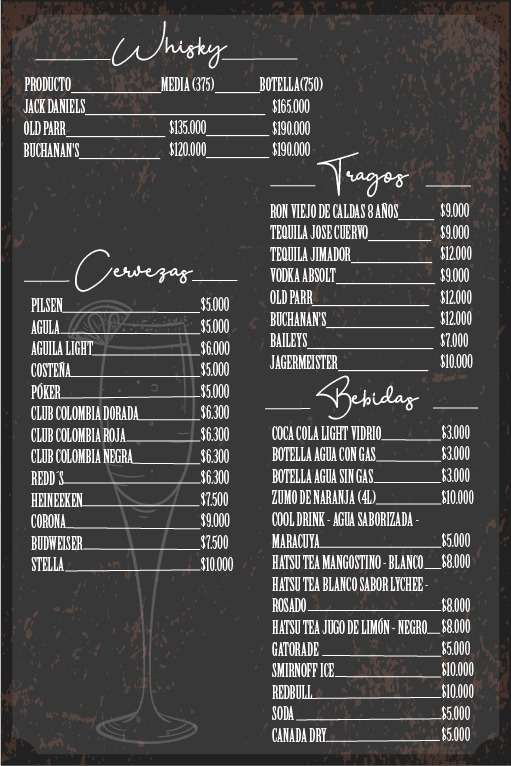 Whisky
PRODUCTO MEDIA (375) BOTELLA(750)
JACK DANIELS $165.000
OLD PARR $135.000 $190.000
BUCHANAN'S $120.000 $190.000
Tragos
RON VIEJO DE CALDAS 8 AÑOS $9.000
TEQUILA JOSE CUERVO $9.000
TEQUILA JIMADOR $12.000
VODKA ABSOLT $9.000
OLD PARR $12.000
BUCHANAN'S $12.000
BAILEYS $7.000
JAGERMEISTER $10.000
Cervezas
PILSEN $5.000
AGULA $5.000
AGUILA LIGHT $6.000
COSTEÑA $5.000
PÓKER $5.000
CLUB COLOMBIA DORADA $6.300
CLUB COLOMBIA ROJA $6.300
CLUB COLOMBIA NEGRA $6.300
REDD´S $6.300
HEINEEKEN $7.500
CORONA $9.000
BUDWEISER $7.500
STELLA $10.000
Bebidas
COCA COLA LIGHT VIDRIO $3.000
BOTELLA AGUA CON GAS $3.000
BOTELLA AGUA SIN GAS $3.000
ZUMO DE NARANJA (4L) $10.000
COOL DRINK - AGUA SABORIZADA -
MARACUYA $5.000
HATSU TEA MANGOSTINO - BLANCO $8.000
HATSU TEA BLANCO SABOR LYCHEE -
ROSADO $8.000
HATSU TEA JUGO DE LIMÓN - NEGRO $8.000
GATORADE $5.000
SMIRNOFF ICE $10.000
REDBULL $10.000
SODA $5.000
CANADA DRY $5.000